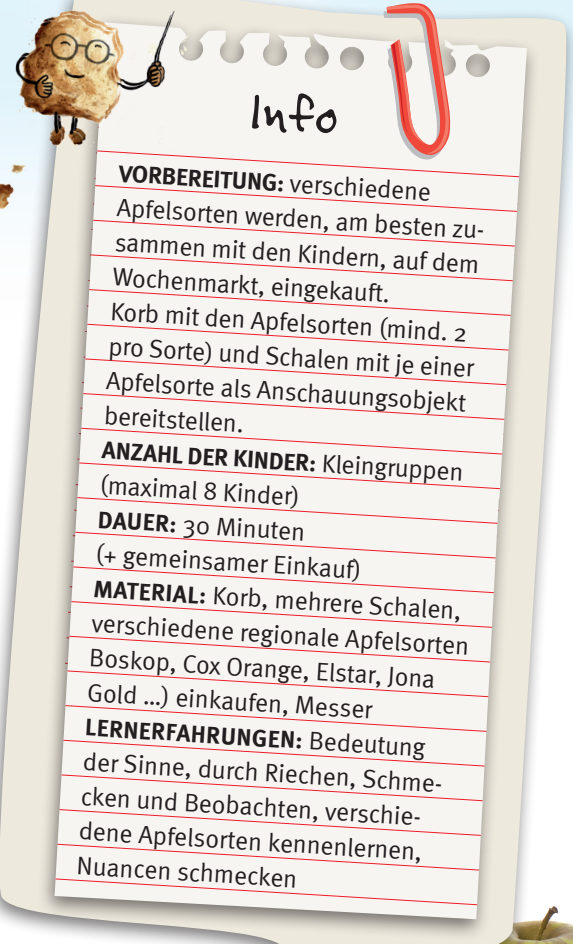 Info
VORBEREITUNG: verschiedene
Apfelsorten werden, am besten zu-
sammen mit den Kindern, auf dem
Wochenmarkt, eingekauft.
Korb mit den Apfelsorten (mind. 2
pro Sorte) und Schalen mit je einer
Apfelsorte als Anschauungsobjekt
bereitstellen.
ANZAHL DER KINDER: Kleingruppen
(maximal 8 Kinder)
DAUER: 30 Minuten
(+ gemeinsamer Einkauf)
MATERIAL: Korb, mehrere Schalen,
verschiedene regionale Apfelsorten
Boskop, Cox Orange, Elstar, Jona
Gold ...) einkaufen, Messer
LERNERFAHRUNGEN: Bedeutung
der Sinne, durch Riechen, Schme-
cken und Beobachten, verschie-
dene Apfelsorten kennenlernen,
Nuancen schmecken